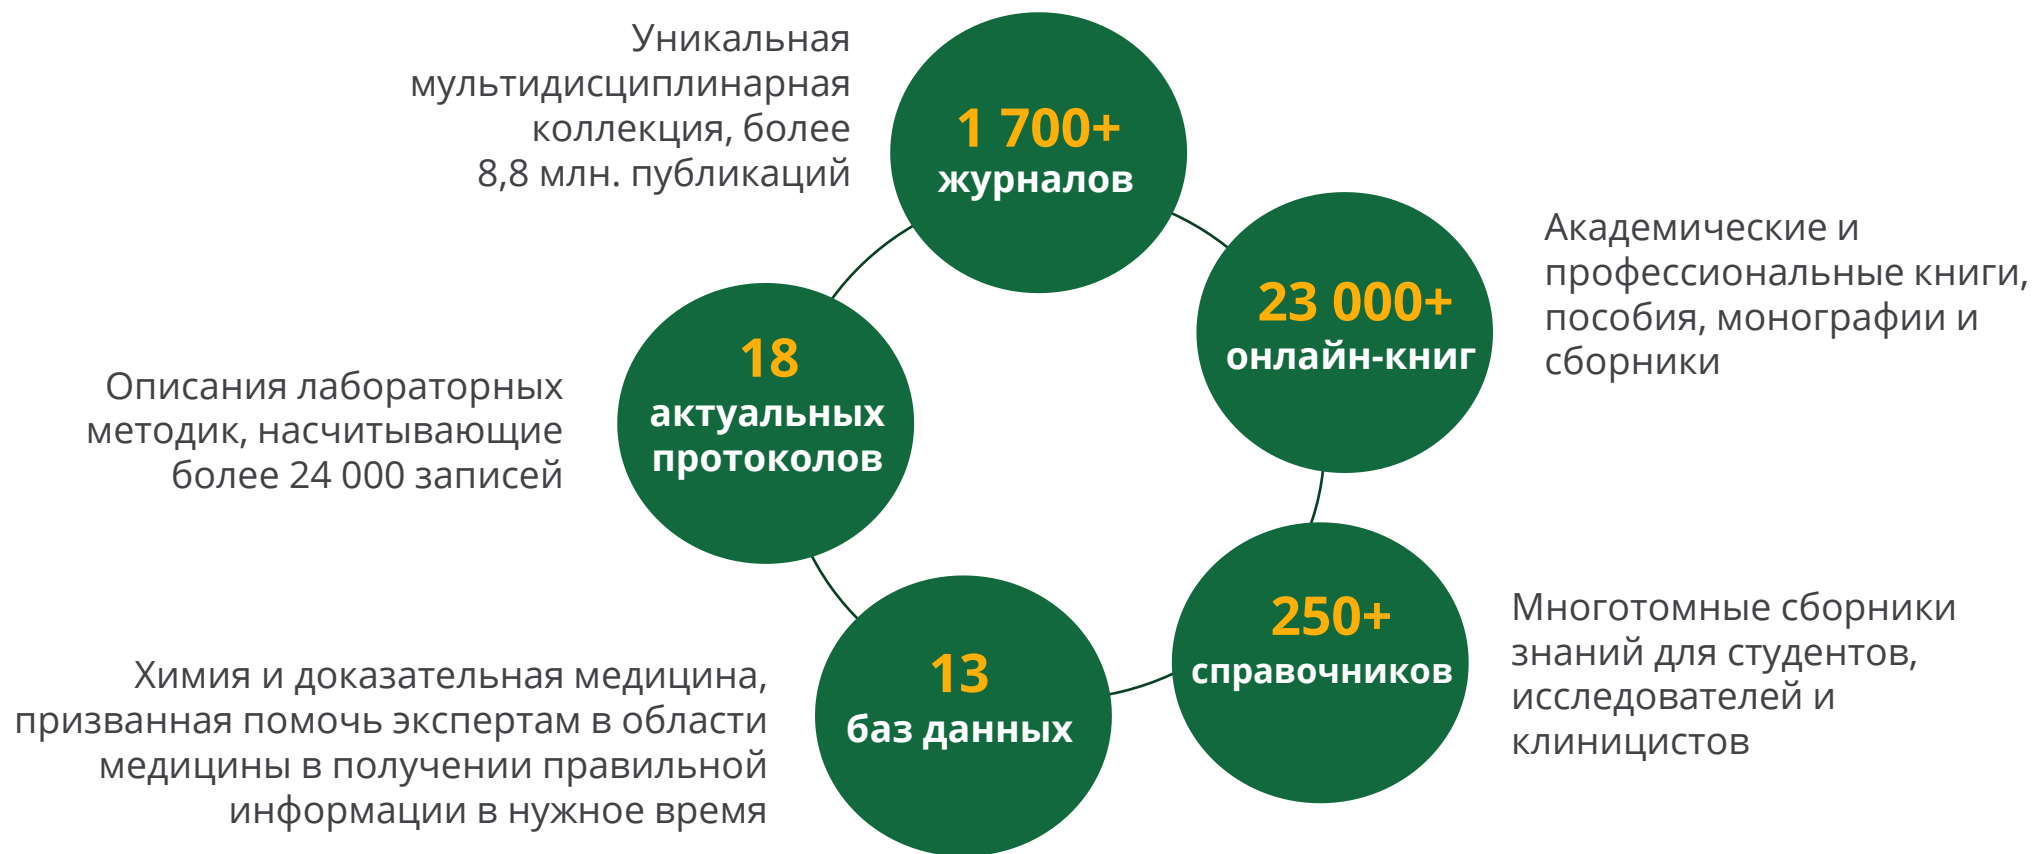 Уникальная
мультидисциплинарная
коллекция, более
8,8 млн. публикаций
1 700+
журналов
Академические и
профессиональные книги,
пособия, монографии и
сборники
23 000+
онлайн-книг
Описания лабораторных
методик, насчитывающие
более 24 000 записей
18
актуальных
протоколов
Многотомные сборники
знаний для студентов,
исследователей и
клиницистов
250+
справочников
Химия и доказательная медицина,
призванная помочь экспертам в области
медицины в получении правильной
информации в нужное время
13
баз данных